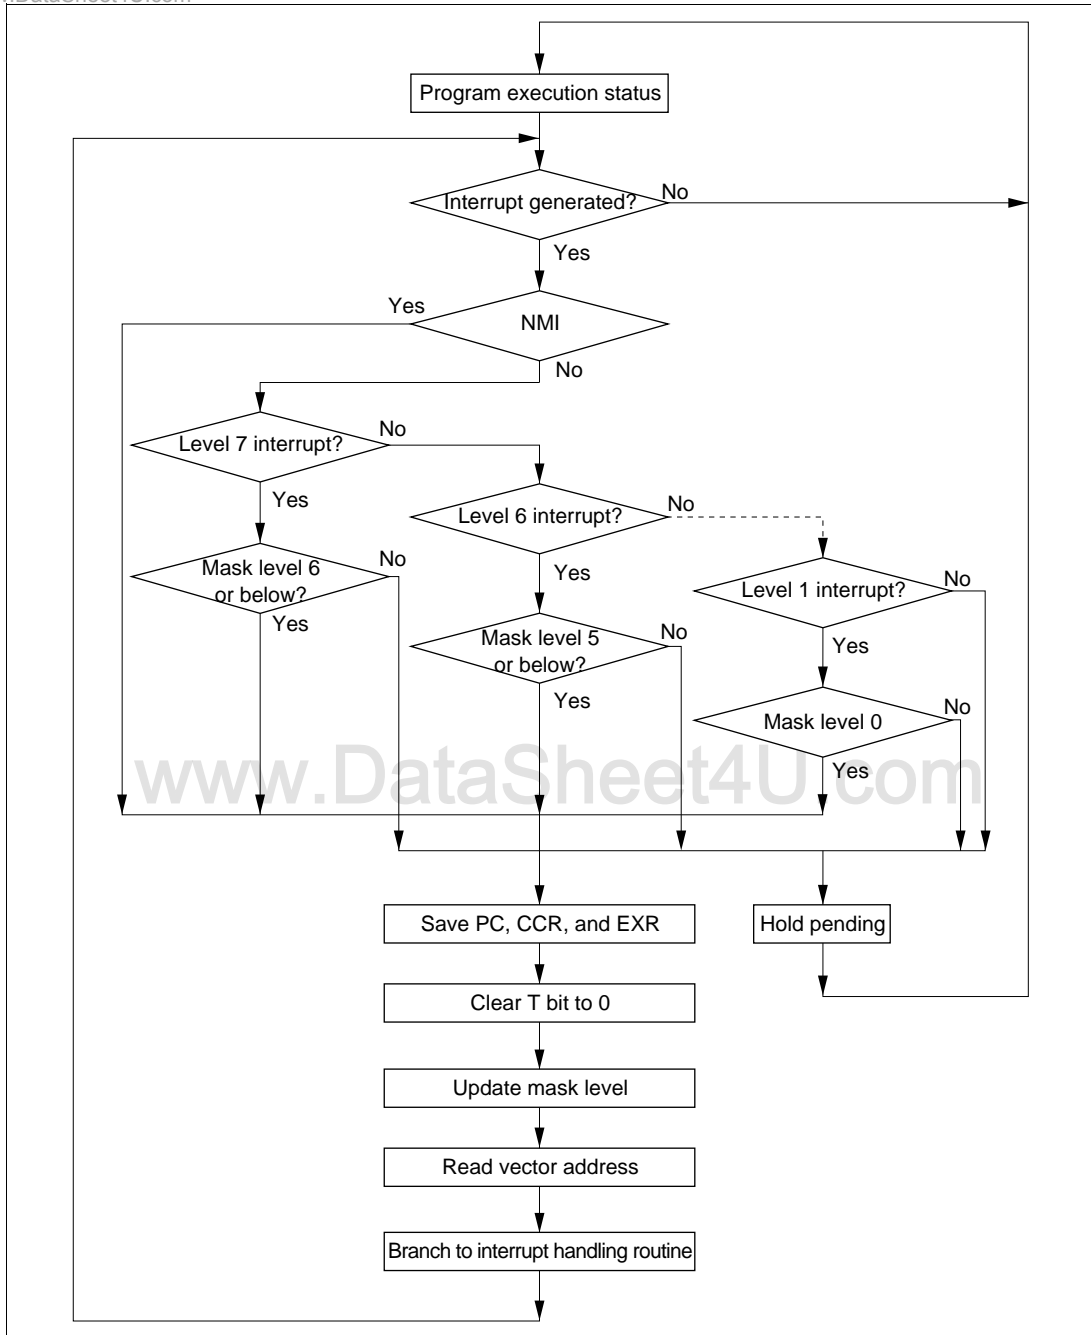 Program execution status
Interrupt generated?
No
Yes
Yes
NMI
No
Level 7 interrupt?
No
Yes
Level 6 interrupt?
No
Mask level 6
or below?
No
Yes
Yes
Level 1 interrupt?
No
Mask level 5
or below?
No
Yes
Yes
Mask level 0
No
Yes
www.DataSheet4U.com
Save PC, CCR, and EXR
Hold pending
Clear T bit to 0
Update mask level
Read vector address
Branch to interrupt handling routine